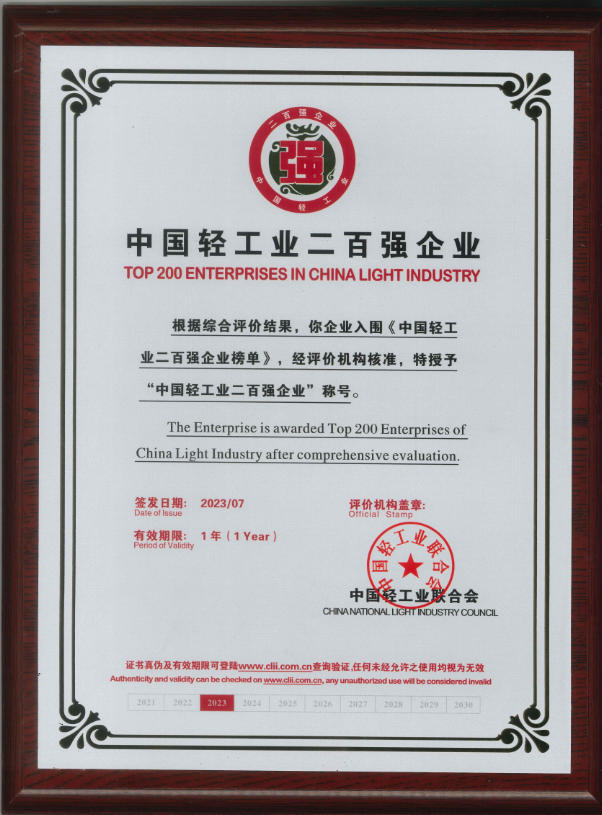 二百强企业
强
中国轻工业
中国轻工业二百强企业
TOP 200 ENTERPRISES IN CHINA LIGHT INDUSTRY
根据综合评价结果，你企业入围《中国轻工
业二百强企业榜单》，经评价机构核准，特授予
“中国轻工业二百强企业”称号。
The Enterprise is awarded Top 200 Enterprises of
China Light Industry after comprehensive evaluation.
签发日期： 2023/07
Date of Issue
评价机构盖章：
Official Stamp
有效期限： 1 年（1 Year）
Period of Validity
中国轻工业联合会
中国轻工业联合会
CHINA NATIONAL LIGHT INDUSTRY COUNCIL
证书真伪及有效期限可登陆www.clii.com.cn查询验证,任何未经允许之使用均视为无效
Authenticity and validity can be checked on www.clii.com.cn, any unauthorized use will be considered invalid
2021 2022 2023 2024 2025 2026 2027 2028 2029 2030